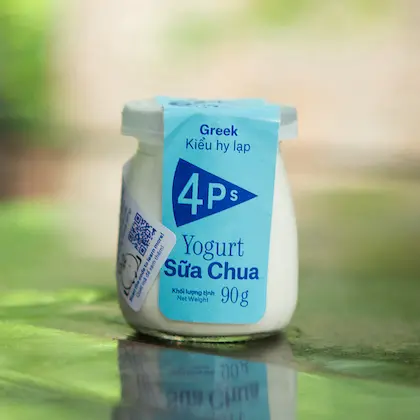 Greek
Kiểu hy lạp
4Ps
Yogurt
Sữa Chua
Khối lượng tịnh
Net Weight
90g